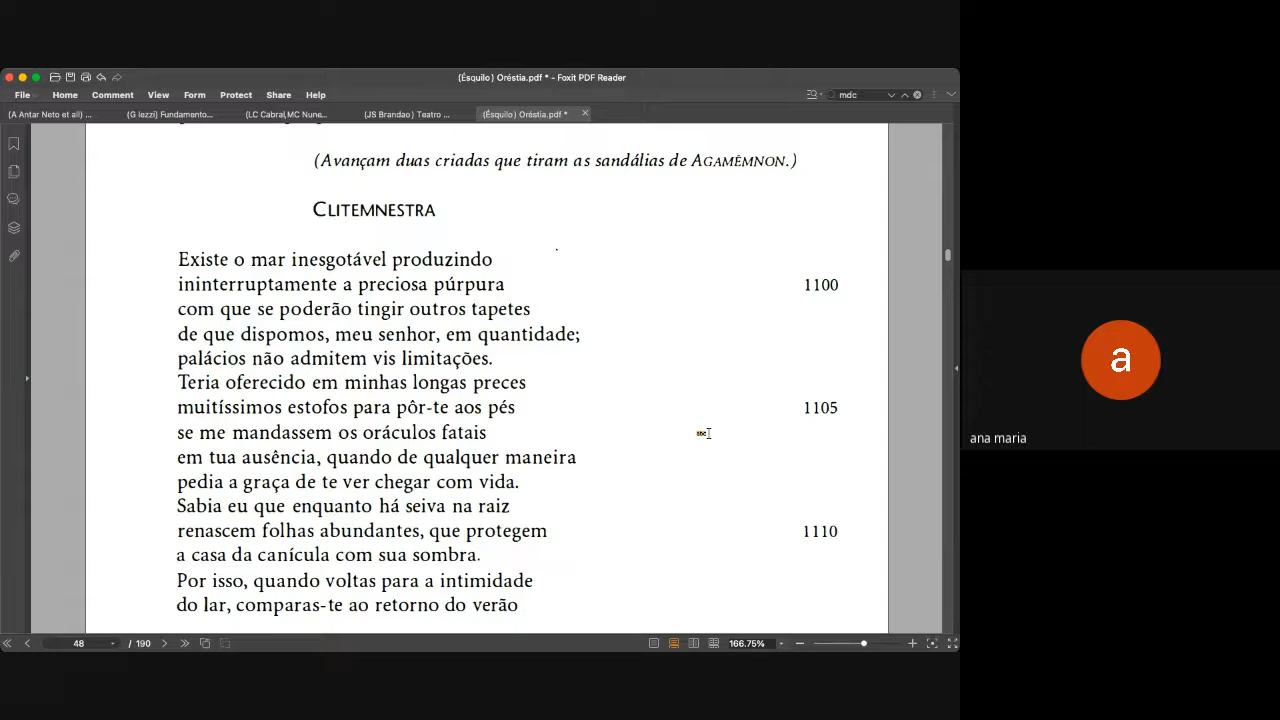 (Ésquilo) Oréstia.pdf * - Foxit PDF Reader
File Home Comment View Form Protect Share Help
mdc
(A Antar Neto et all) ... (G Iezzi) Fundamento... (LC Cabral,MC Nune... (JS Brandao) Teatro ... (Ésquilo) Oréstia.pdf *
(Avançam duas criadas que tiram as sandálias de AGAMÊMNON.)
CLITEMNESTRA
Existe o mar inesgotável produzindo
ininterruptamente a preciosa púrpura 1100
com que se poderão tingir outros tapetes
de que dispomos, meu senhor, em quantidade;
palácios não admitem vis limitações.
Teria oferecido em minhas longas preces
muitíssimos estofos para pôr-te aos pés 1105
se me mandassem os oráculos fatais
em tua ausência, quando de qualquer maneira
pedia a graça de te ver chegar com vida.
Sabia eu que enquanto há seiva na raiz
renascem folhas abundantes, que protegem 1110
a casa da canícula com sua sombra.
Por isso, quando voltas para a intimidade
do lar, comparas-te ao retorno do verão
48 / 190 166.75%
a
ana maria